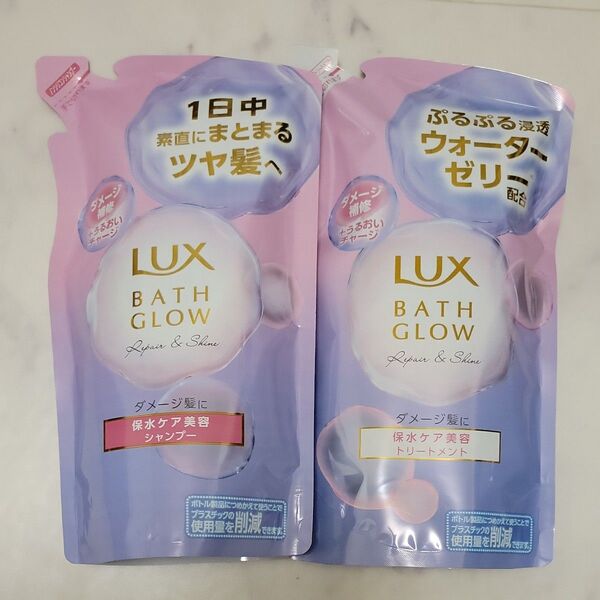 1日中
素直にまとまる
ツヤ髪へ
ダメージ
補修
+うるおい
チャージ
LUX
BATH
GLOW
Repair & Shine
ダメージ髪に
保水ケア美容
シャンプー
ボトル製品につめかえて使うことで
プラスチックの
使用量を削減できます。
ぷるぷる浸透
ウォーター
ゼリー
配合
ダメージ
補修
+うるおい
チャージ
LUX
BATH
GLOW
Repair & Shine
ダメージ髪に
保水ケア美容
トリートメント
ボトル製品につめかえて使うことで
プラスチックの
使用量を削減できます。